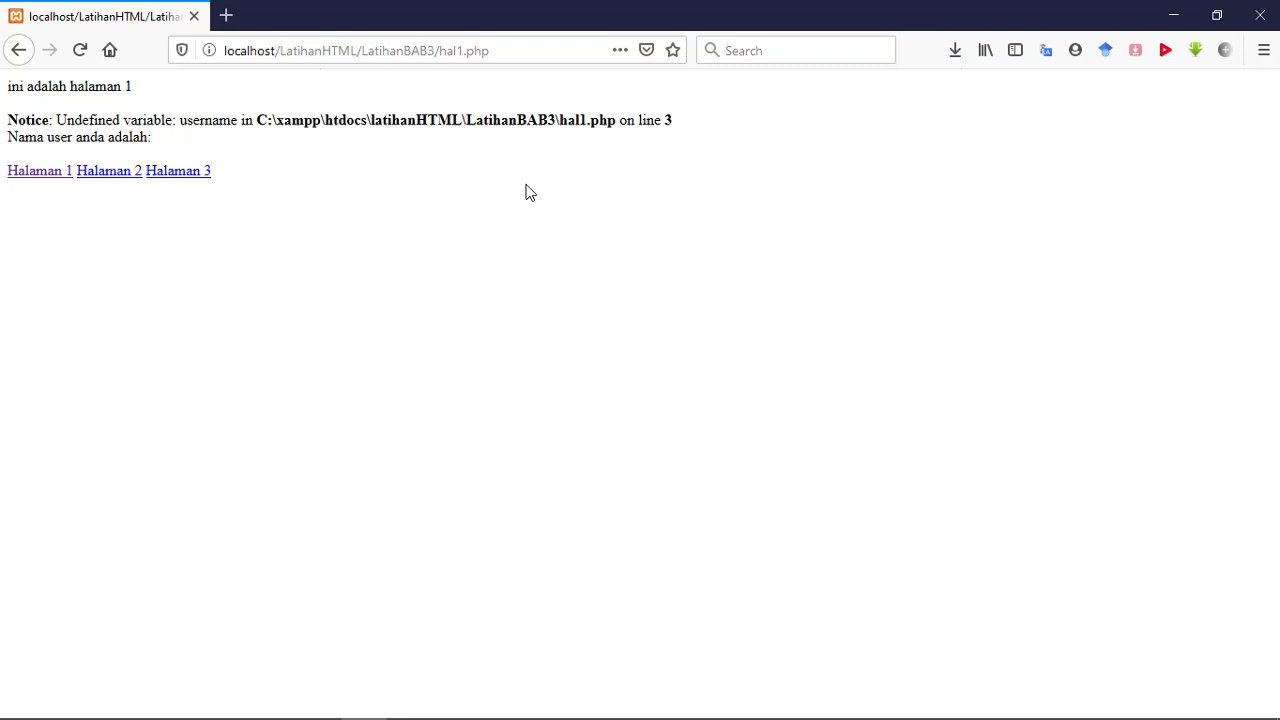 localhost/LatihanHTML/Latiha
localhost/LatihanHTML/LatihanBAB3/hal1.php
Search
ini adalah halaman 1
Notice: Undefined variable: username in C:\xampp\htdocs\latihanHTML\LatihanBAB3\hal1.php on line 3
Nama user anda adalah:
Halaman 1 Halaman 2 Halaman 3